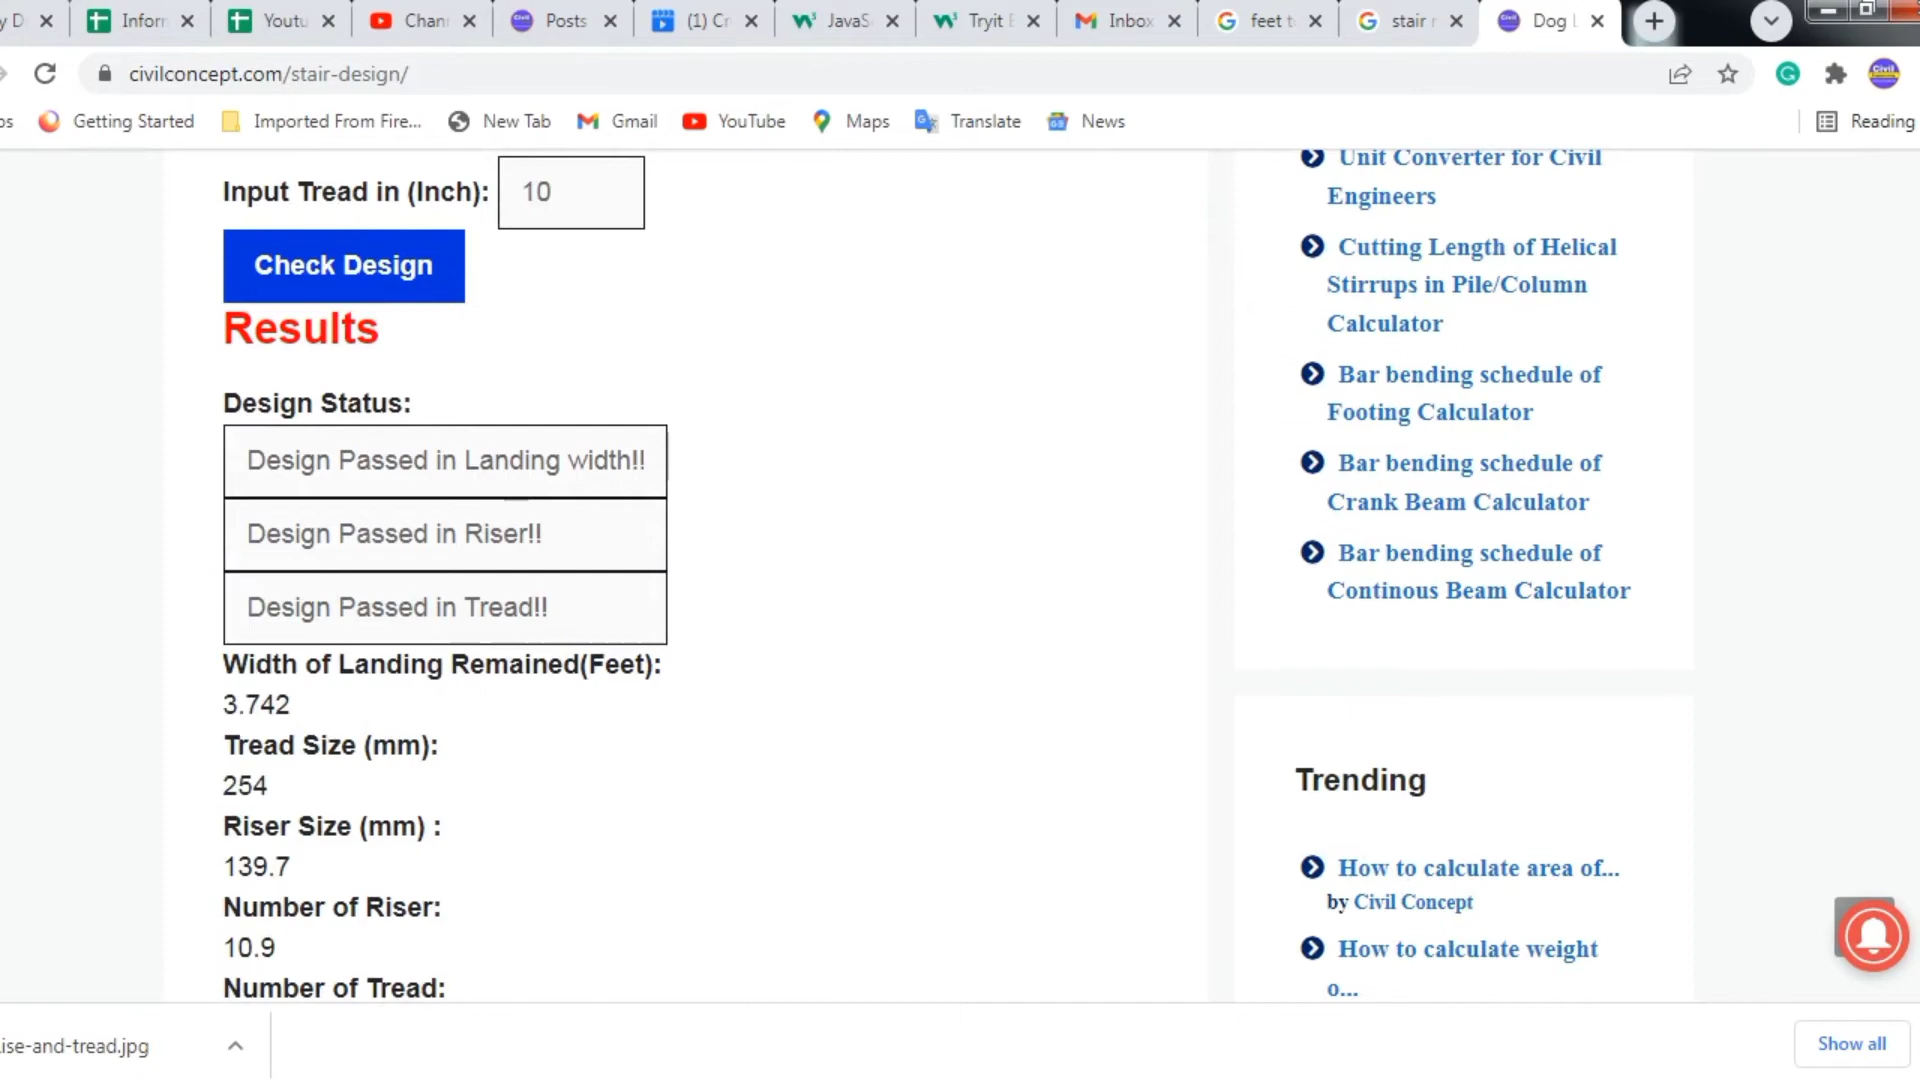 y D
Inforn
Youtu
Chan
Posts
(1) Cr
JavaS
Tryit E
Inbox
feet t
stair r
Dog L
civilconcept.com/stair-design/
ps
Getting Started
Imported From Fire...
New Tab
Gmail
YouTube
Maps
Translate
News
Reading
Input Tread in (Inch): 10
Check Design
Results
Design Status:
Design Passed in Landing width!!
Design Passed in Riser!!
Design Passed in Tread!!
Width of Landing Remained(Feet):
3.742
Tread Size (mm):
254
Riser Size (mm) :
139.7
Number of Riser:
10.9
Number of Tread:
Unit Converter for Civil
Engineers
Cutting Length of Helical
Stirrups in Pile/Column
Calculator
Bar bending schedule of
Footing Calculator
Bar bending schedule of
Crank Beam Calculator
Bar bending schedule of
Continous Beam Calculator
Trending
How to calculate area of...
by Civil Concept
How to calculate weight
o...
ise-and-tread.jpg
Show all